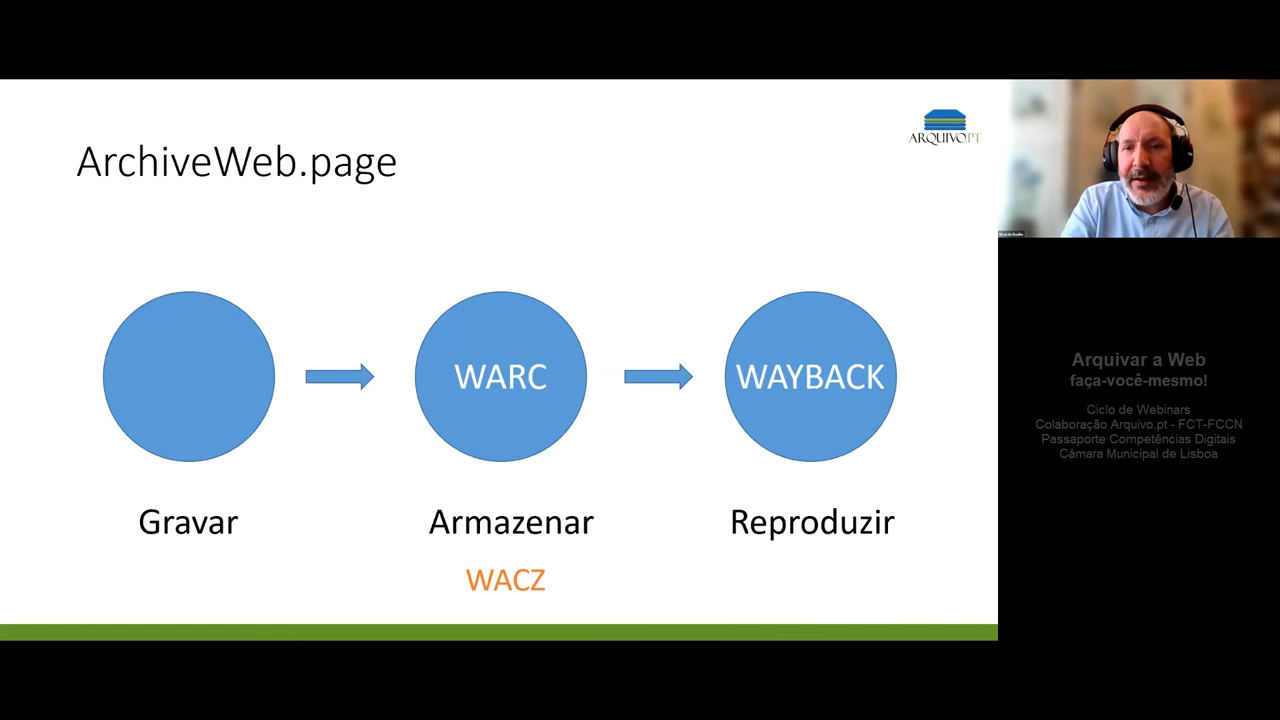 ARQUIVO.PT
ArchiveWeb.page
WARC
WAYBACK
Gravar
Armazenar
Reproduzir
WACZ
Arquivar a Web
faça-você-mesmo!
Ciclo de Webinars
Colaboração Arquivo.pt - FCT-FCCN
Passaporte Competências Digitais
Câmara Municipal de Lisboa